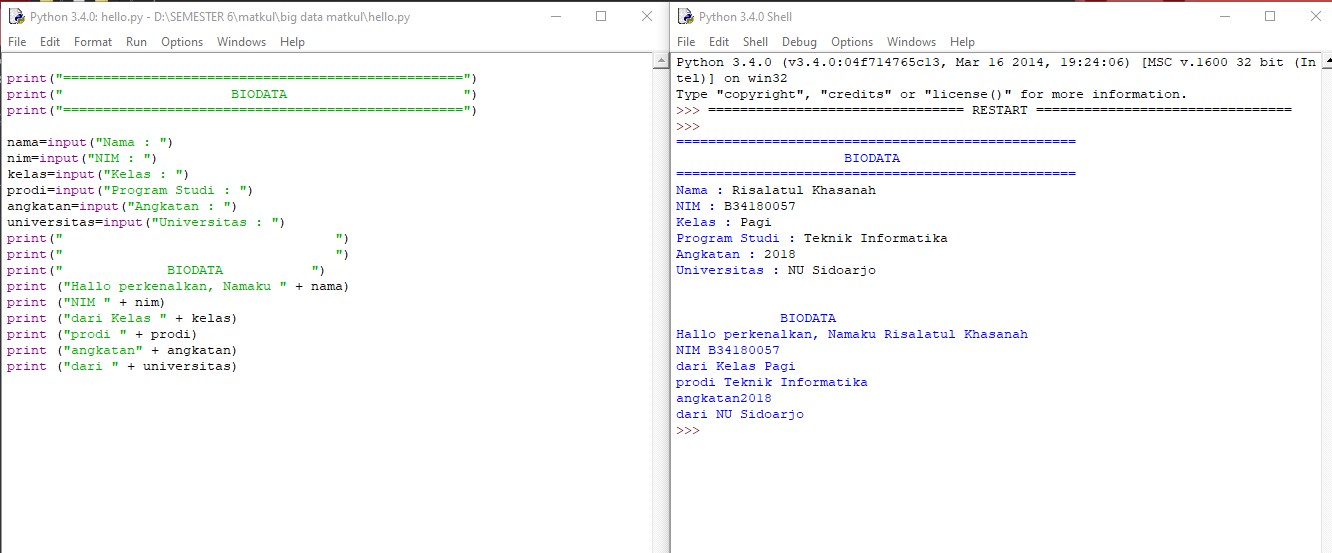 Python 3.4.0: hello.py - D:\SEMESTER 6\matkul\big data matkul\hello.py
File Edit Format Run Options Windows Help
print("==================================================")
print("                     BIODATA                      ")
print("==================================================")
nama=input("Nama : ")
nim=input("NIM : ")
kelas=input("Kelas : ")
prodi=input("Program Studi : ")
angkatan=input("Angkatan : ")
universitas=input("Universitas : ")
print("                                  ")
print("                                  ")
print("             BIODATA           ")
print ("Hallo perkenalkan, Namaku " + nama)
print ("NIM " + nim)
print ("dari Kelas " + kelas)
print ("prodi " + prodi)
print ("angkatan" + angkatan)
print ("dari " + universitas)
Python 3.4.0 Shell
File Edit Shell Debug Options Windows Help
Python 3.4.0 (v3.4.0:04f714765c13, Mar 16 2014, 19:24:06) [MSC v.1600 32 bit (In
tel)] on win32
Type "copyright", "credits" or "license()" for more information.
>>> ================================ RESTART ================================
>>>
==================================================
                     BIODATA
==================================================
Nama : Risalatul Khasanah
NIM : B34180057
Kelas : Pagi
Program Studi : Teknik Informatika
Angkatan : 2018
Universitas : NU Sidoarjo
             BIODATA
Hallo perkenalkan, Namaku Risalatul Khasanah
NIM B34180057
dari Kelas Pagi
prodi Teknik Informatika
angkatan2018
dari NU Sidoarjo
>>>